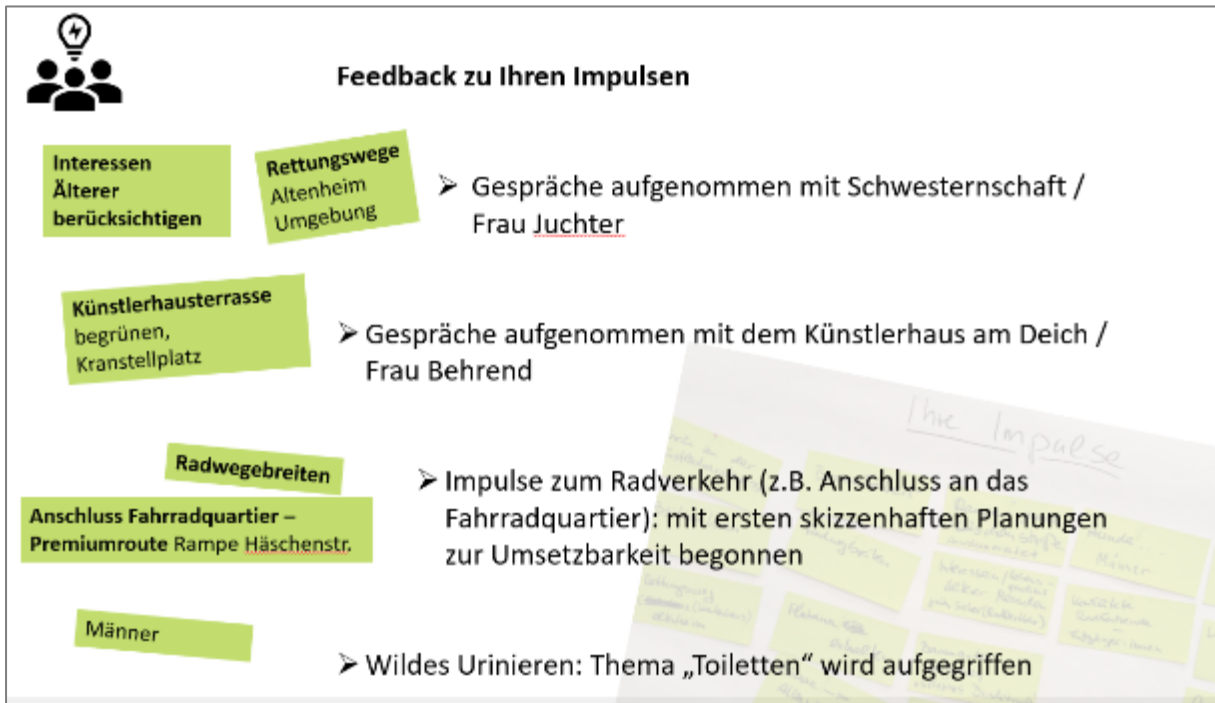 Feedback zu Ihren Impulsen
Interessen
Älterer
berücksichtigen
Rettungswege
Altenheim
Umgebung
➢ Gespräche aufgenommen mit Schwesternschaft /
Frau Juchter
Künstlerhausterrasse
begrünen,
Kranstellplatz
➢ Gespräche aufgenommen mit dem Künstlerhaus am Deich /
Frau Behrend
Radwegebreiten
Anschluss Fahrradquartier –
Premiumroute Rampe Häschenstr.
➢ Impulse zum Radverkehr (z.B. Anschluss an das
Fahrradquartier): mit ersten skizzenhaften Planungen
zur Umsetzbarkeit begonnen
Männer
➢ Wildes Urinieren: Thema „Toiletten“ wird aufgegriffen
Ihre Impulse
Männer